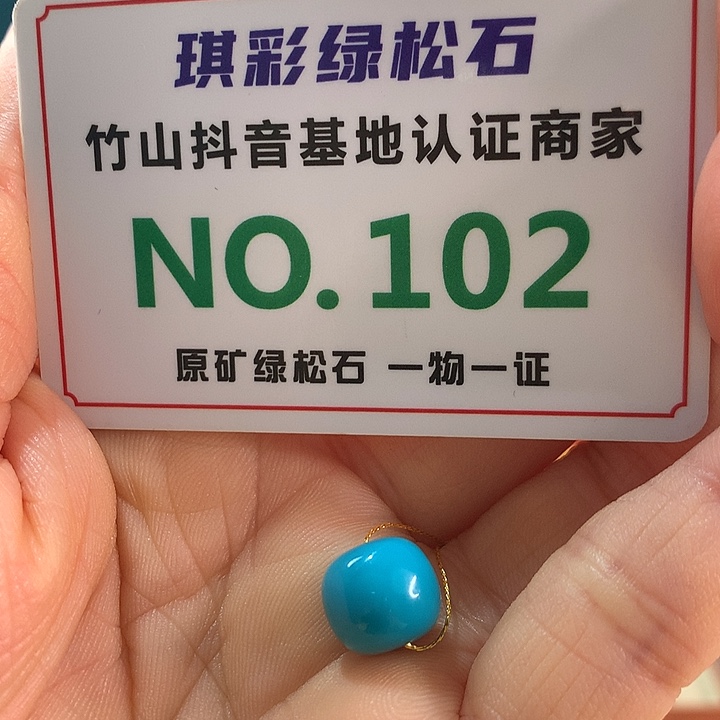 琪彩绿松石
竹山抖音基地认证商家
NO.102
原矿绿松石 一物一证